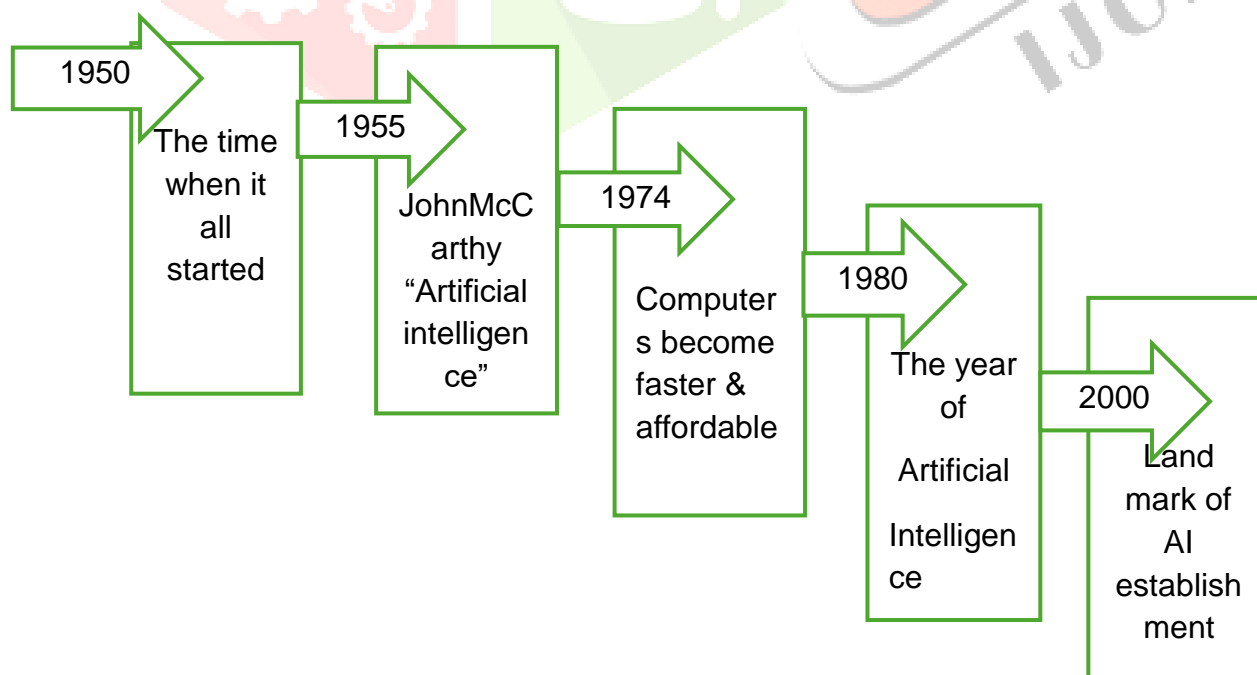 1950
The time
when it
all
started
1955
JohnMcC
arthy
“Artificial
intelligen
ce”
1974
Computer
s become
faster &
affordable
1980
The year
of
Artificial
Intelligen
ce
2000
Land
mark of
AI
establish
ment